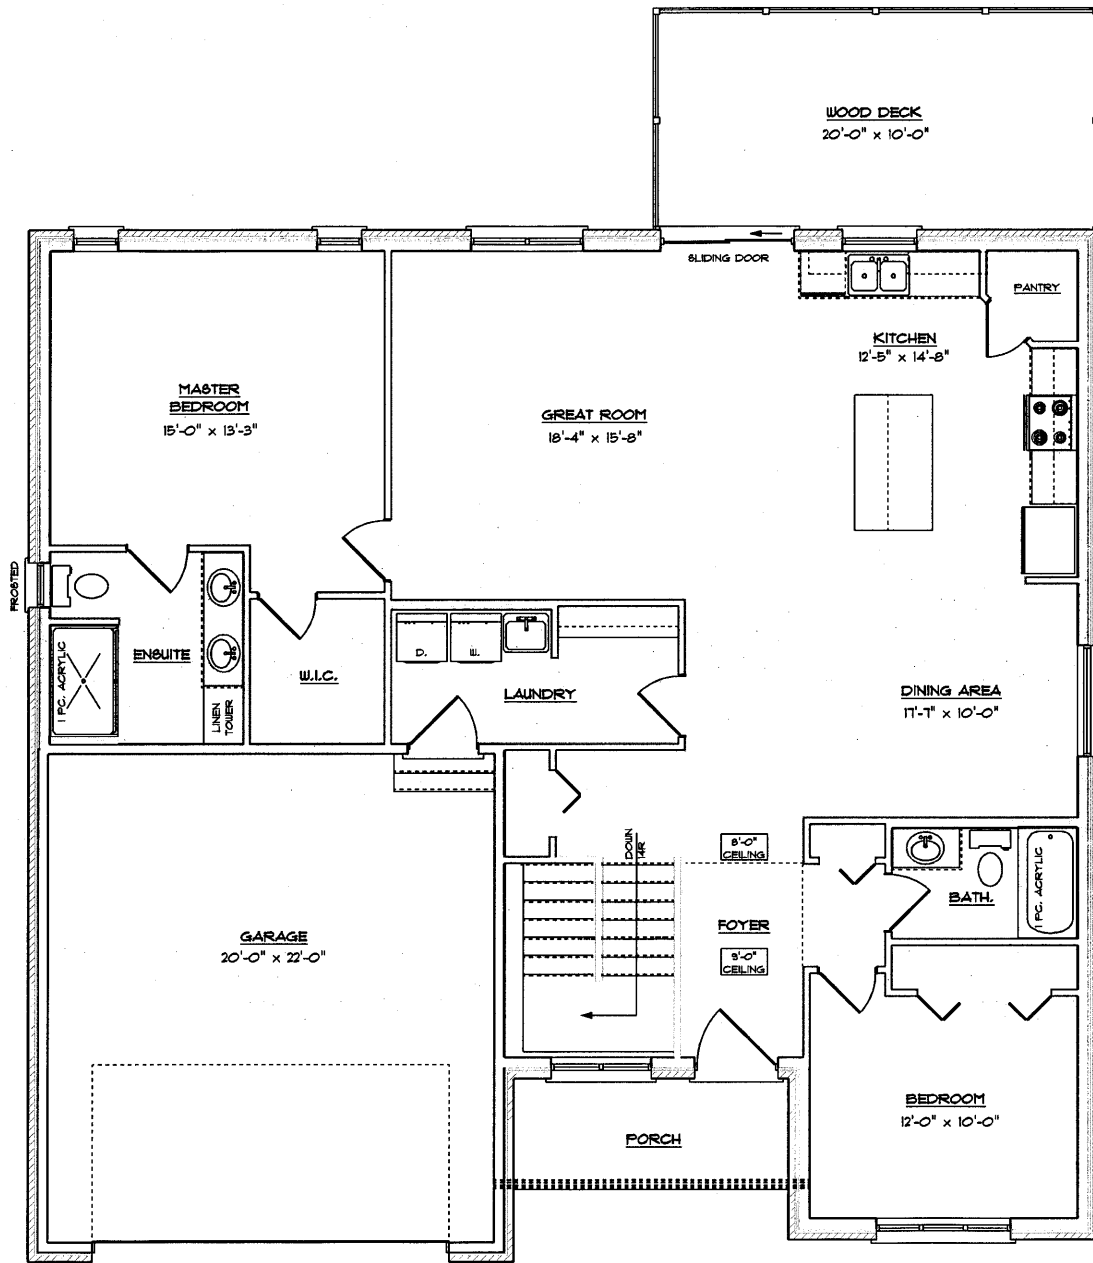 WOOD DECK
20'-0" x 10'-0"
SLIDING DOOR
PANTRY
KITCHEN
12'-5" x 14'-8"
MASTER
BEDROOM
15'-0" x 13'-3"
GREAT ROOM
18'-4" x 15'-8"
FROSTED
ENSUITE
1 PC. ACRYLIC
LINEN
TOWER
W.I.C.
D.
W.
LAUNDRY
DINING AREA
17'-7" x 10'-0"
DOWN
14R
8'-0"
CEILING
FOYER
9'-0"
CEILING
BATH.
1 PC. ACRYLIC
GARAGE
20'-0" x 22'-0"
BEDROOM
12'-0" x 10'-0"
PORCH